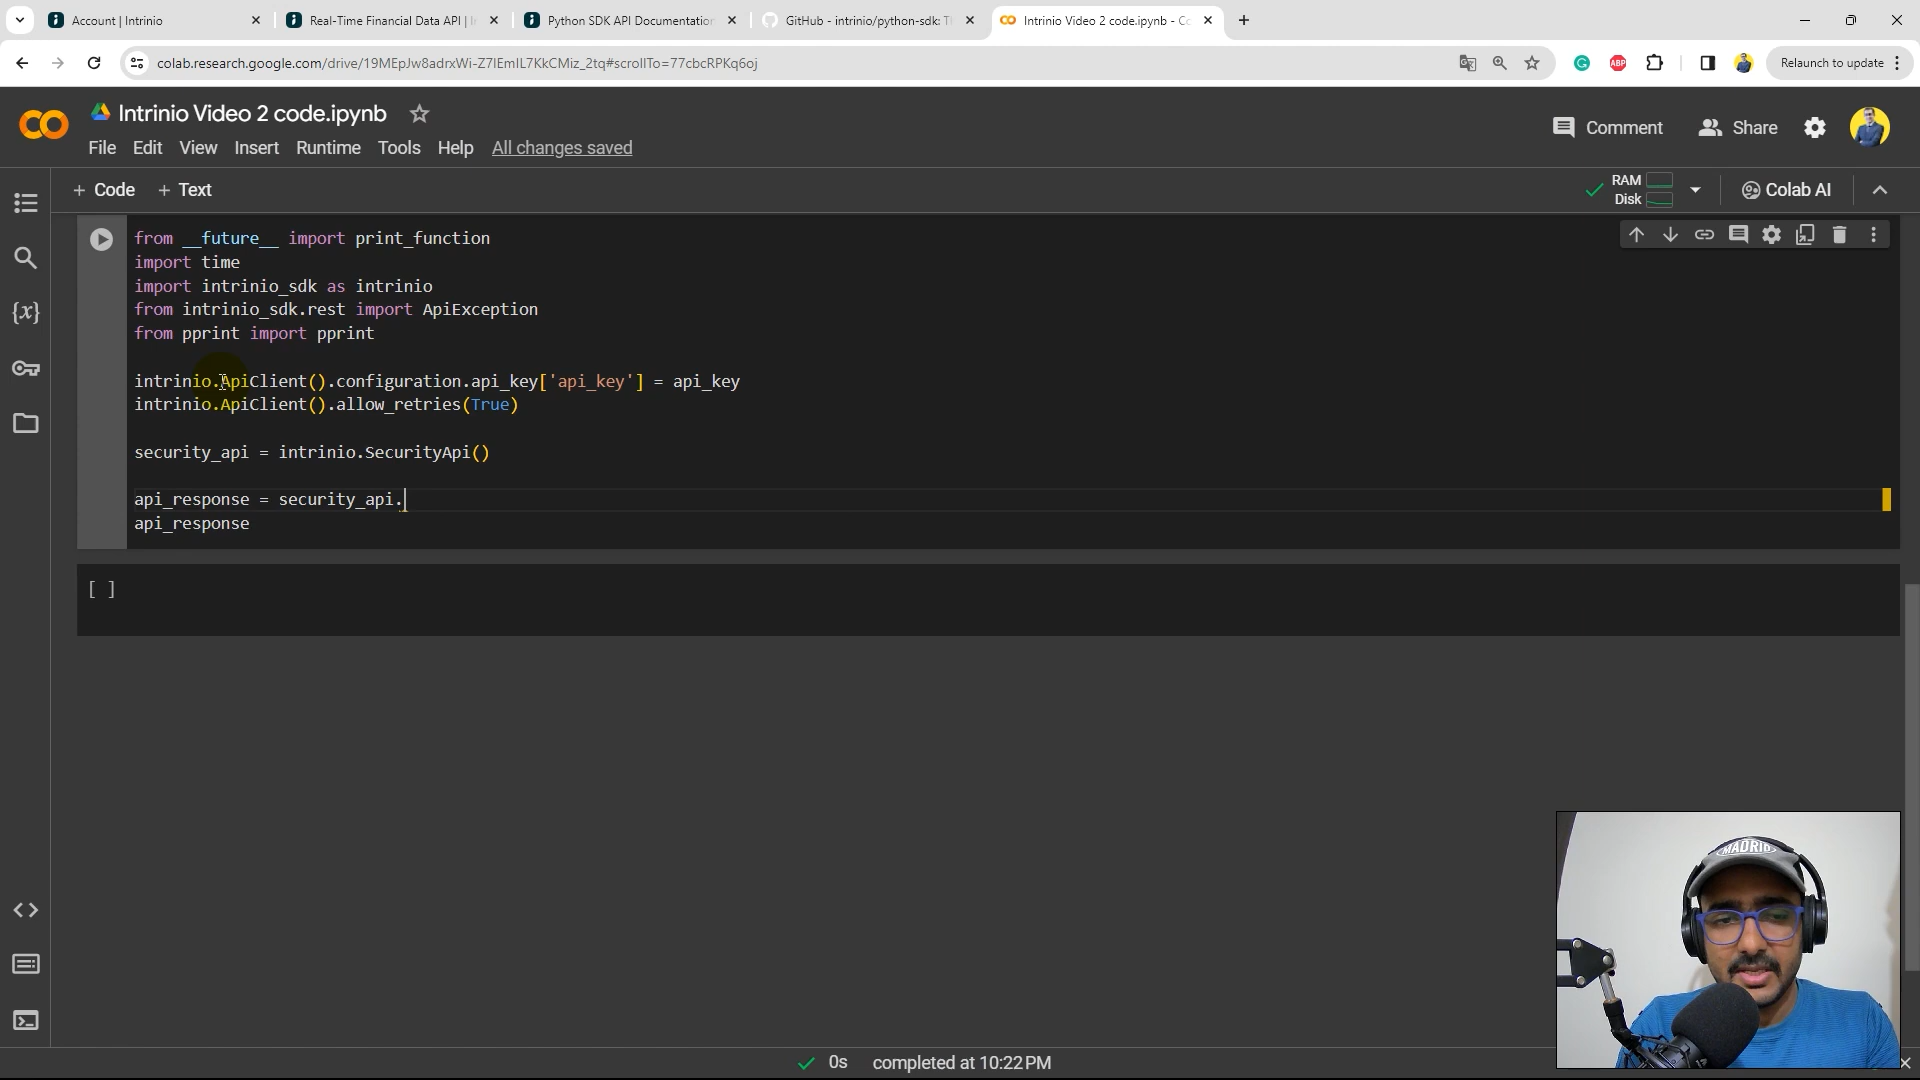 Account | Intrinio
Real-Time Financial Data API | I
Python SDK API Documentation
GitHub - intrinio/python-sdk: T
Intrinio Video 2 code.ipynb - Co
colab.research.google.com/drive/19MEpJw8adrxWi-Z7lEmlL7KkCMiz_2tq#scrollTo=77cbcRPKq6oj
ABP
Relaunch to update
Intrinio Video 2 code.ipynb
Comment
Share
File Edit View Insert Runtime Tools Help All changes saved
+ Code + Text
RAM
Disk
Colab AI
from __future__ import print_function
import time
import intrinio_sdk as intrinio
from intrinio_sdk.rest import ApiException
from pprint import pprint
intrinio.ApiClient().configuration.api_key['api_key'] = api_key
intrinio.ApiClient().allow_retries(True)
security_api = intrinio.SecurityApi()
api_response = security_api.
api_response
[ ]
MADRID
0s completed at 10:22 PM